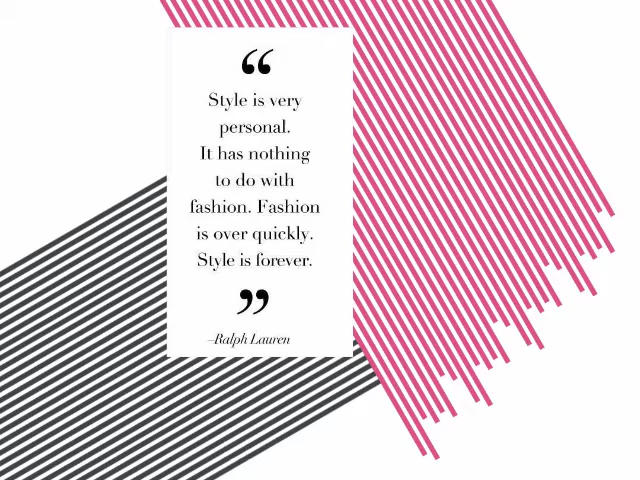 “
Style is very
personal.
It has nothing
to do with
fashion. Fashion
is over quickly.
Style is forever.
”
–Ralph Lauren